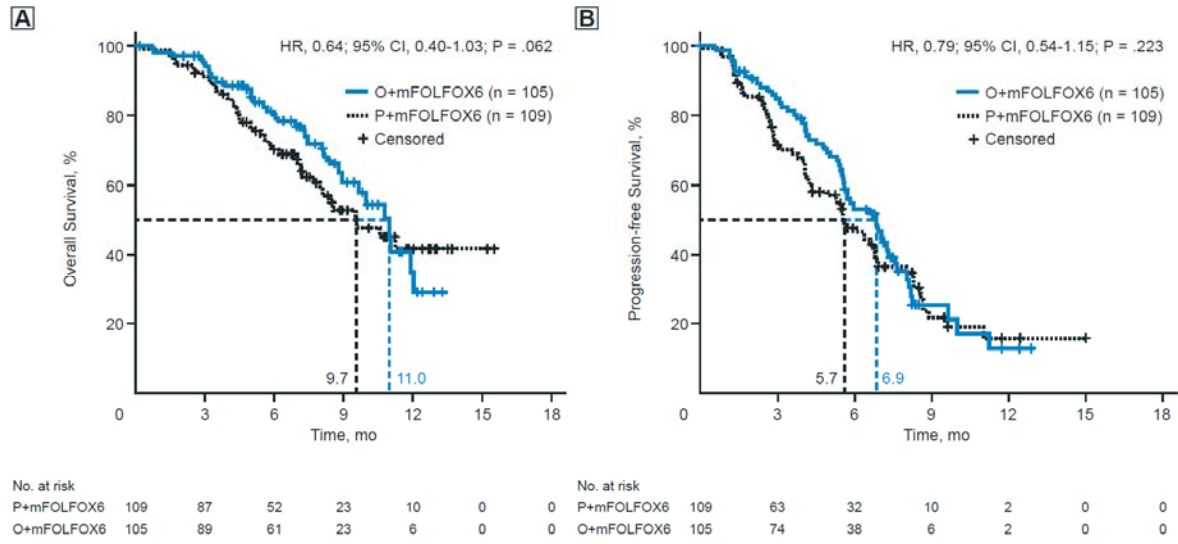 A
HR, 0.64; 95% CI, 0.40-1.03; P = .062
O+mFOLFOX6 (n = 105)
P+mFOLFOX6 (n = 109)
Censored
Overall Survival, %
100
80
60
40
20
0
9.7
11.0
3
6
9
12
15
18
Time, mo
No. at risk
P+mFOLFOX6 109 87 52 23 10 0 0
O+mFOLFOX6 105 89 61 23 6 0 0
B
HR, 0.79; 95% CI, 0.54-1.15; P = .223
O+mFOLFOX6 (n = 105)
P+mFOLFOX6 (n = 109)
Censored
Progression-free Survival, %
100
80
60
40
20
0
5.7
6.9
3
6
9
12
15
18
Time, mo
No. at risk
P+mFOLFOX6 109 63 32 10 2 0 0
O+mFOLFOX6 105 74 38 6 2 0 0